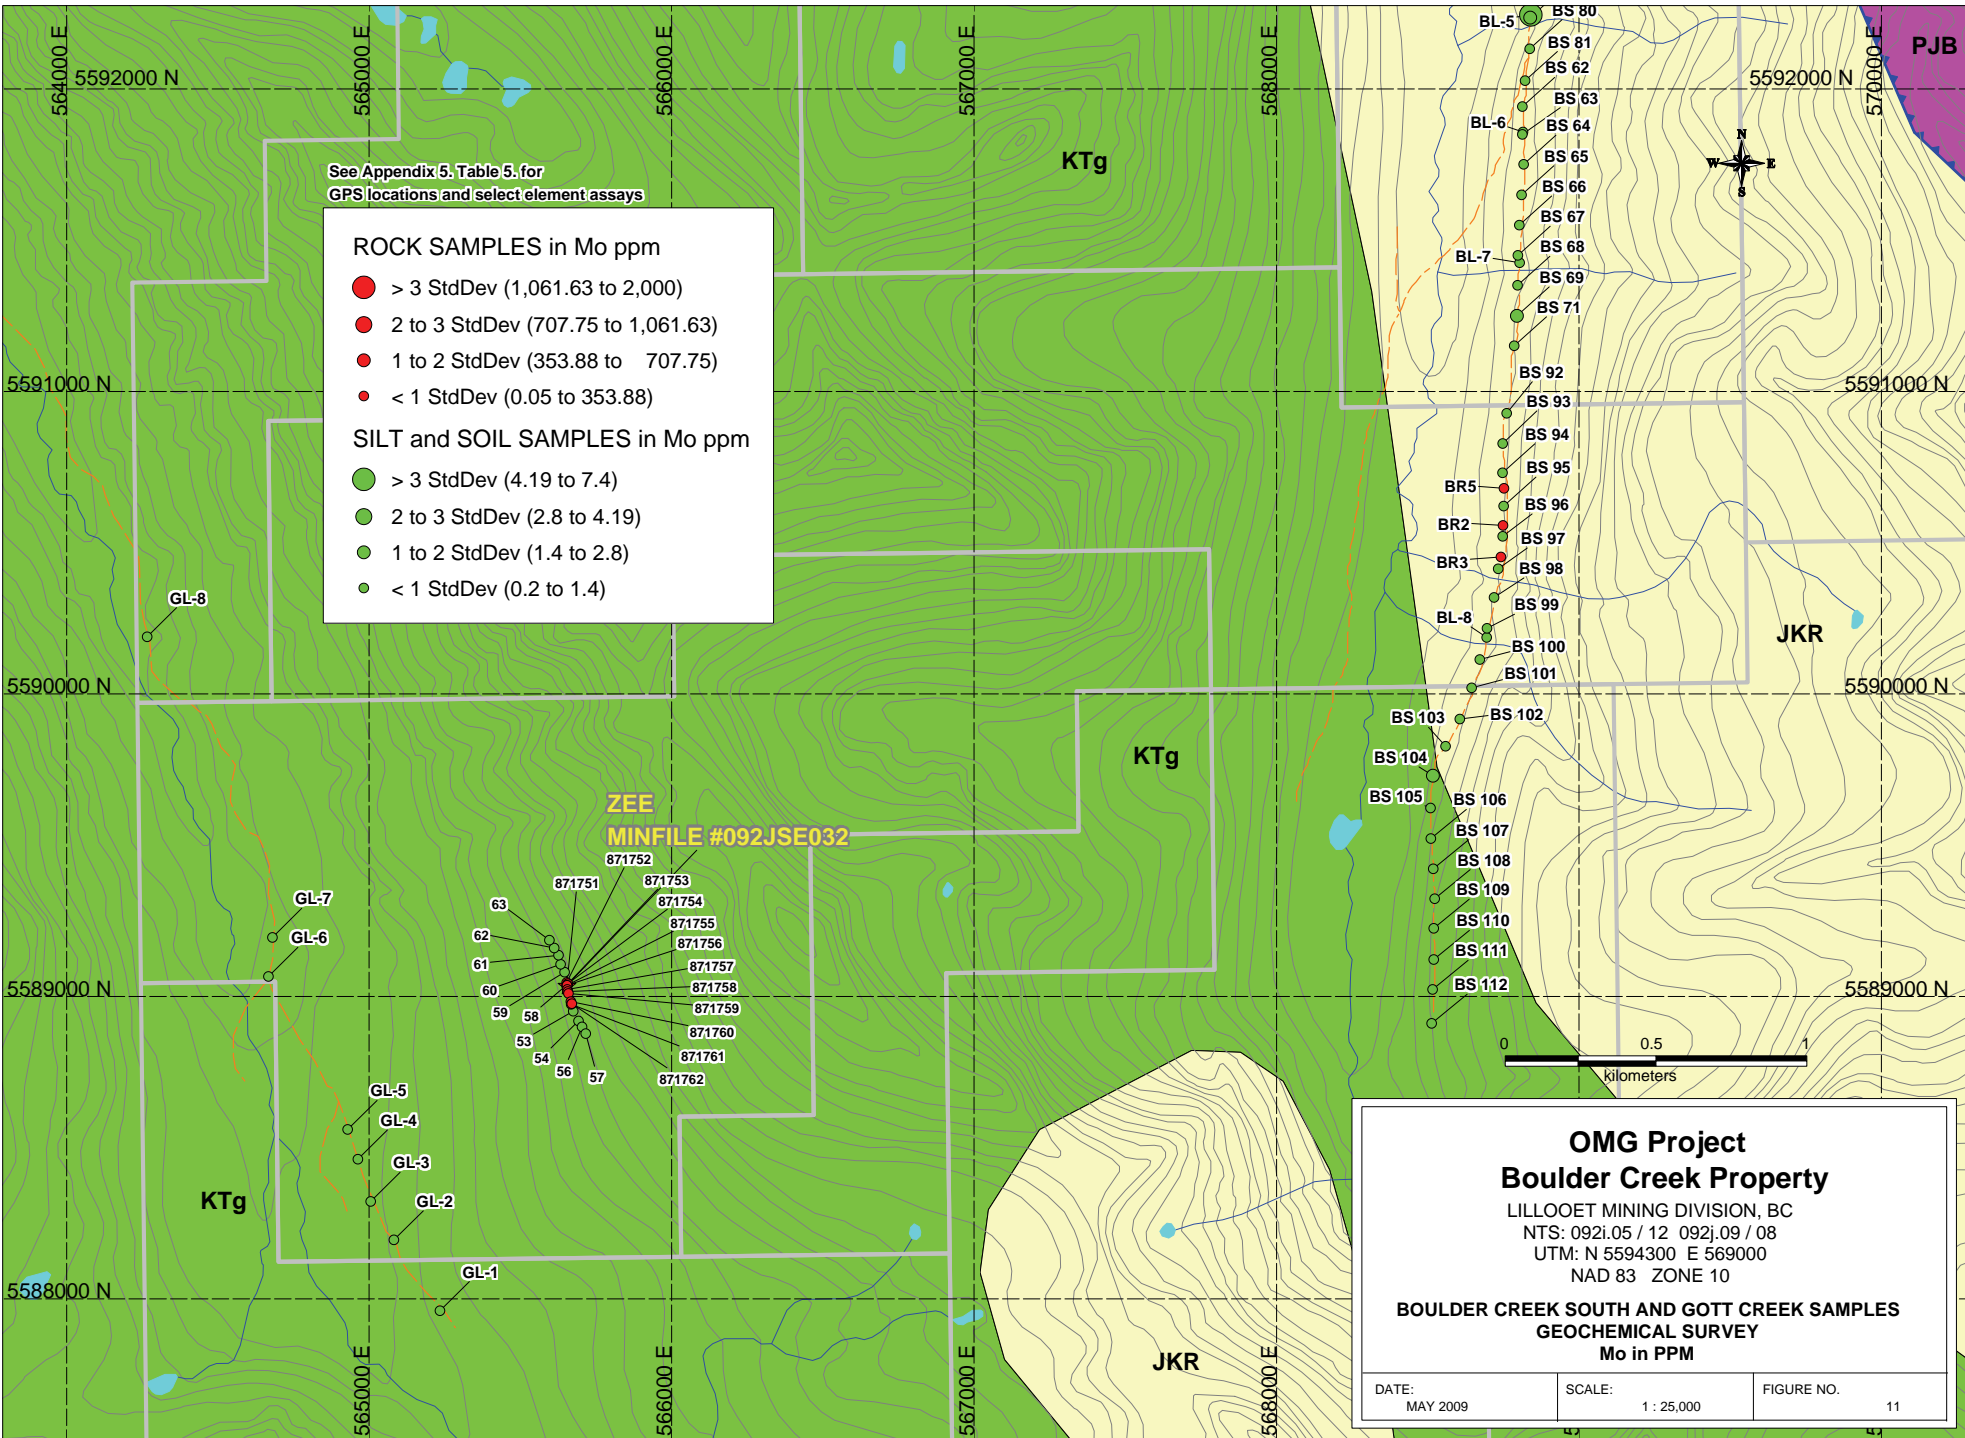 564000 E
565000 E
566000 E
567000 E
568000 E
570000 E
5592000 N
5592000 N
PJB
BL-5
BS 80
BS 81
BS 62
BS 63
BL-6
BS 64
BS 65
BS 66
BS 67
BS 68
BL-7
BS 69
BS 71
N
W
E
S
KTg
See Appendix 5. Table 5. for
GPS locations and select element assays
ROCK SAMPLES in Mo ppm
> 3 StdDev (1,061.63 to 2,000)
2 to 3 StdDev (707.75 to 1,061.63)
1 to 2 StdDev (353.88 to 707.75)
< 1 StdDev (0.05 to 353.88)
SILT and SOIL SAMPLES in Mo ppm
> 3 StdDev (4.19 to 7.4)
2 to 3 StdDev (2.8 to 4.19)
1 to 2 StdDev (1.4 to 2.8)
< 1 StdDev (0.2 to 1.4)
5591000 N
5591000 N
BS 92
BS 93
BS 94
BS 95
BR5
BS 96
BR2
BS 97
BR3
BS 98
BS 99
BL-8
BS 100
BS 101
JKR
GL-8
5590000 N
5590000 N
BS 103
BS 102
BS 104
BS 105
BS 106
BS 107
BS 108
BS 109
BS 110
BS 111
BS 112
KTg
ZEE
MINFILE #092JSE032
871752
871751
871753
871754
871755
871756
871757
871758
871759
871760
871761
871762
63
62
61
60
59
58
53
54
56
57
GL-7
GL-6
5589000 N
5589000 N
GL-5
GL-4
GL-3
GL-2
GL-1
KTg
5588000 N
JKR
0 0.5 1
kilometers
565000 E
566000 E
567000 E
568000 E
OMG Project
Boulder Creek Property
LILLOOET MINING DIVISION, BC
NTS: 092i.05 / 12 092j.09 / 08
UTM: N 5594300 E 569000
NAD 83 ZONE 10
BOULDER CREEK SOUTH AND GOTT CREEK SAMPLES
GEOCHEMICAL SURVEY
Mo in PPM
DATE:
MAY 2009
SCALE:
1 : 25,000
FIGURE NO.
11